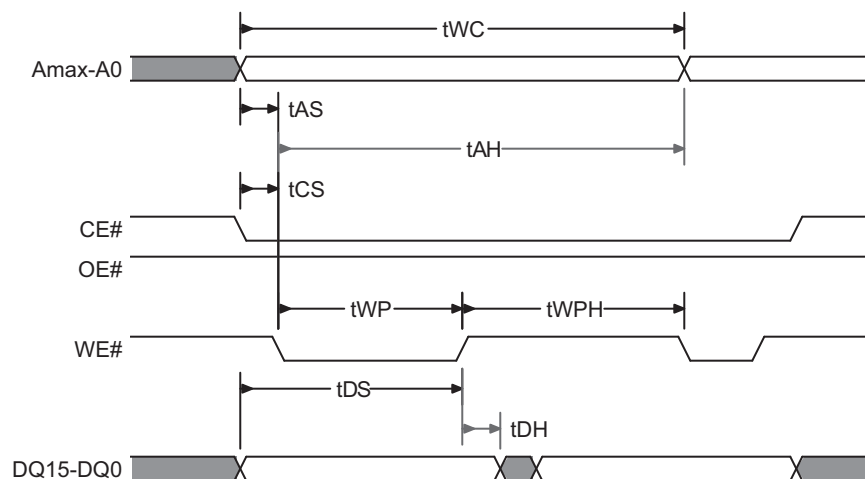 tWC
Amax-A0
tAS
tAH
tCS
CE#
OE#
tWP
tWPH
WE#
tDS
tDH
DQ15-DQ0